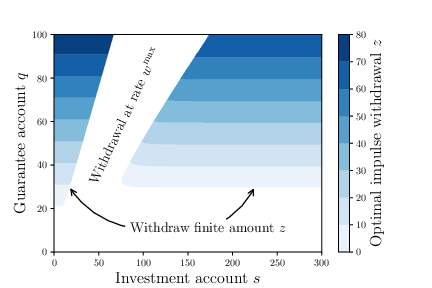 100
80
60
40
20
0
Guarantee account q
Withdrawal at rate w^max
Withdraw finite amount z
0 50 100 150 200 250 300
Investment account s
80
70
60
50
40
30
20
10
0
Optimal impulse withdrawal z